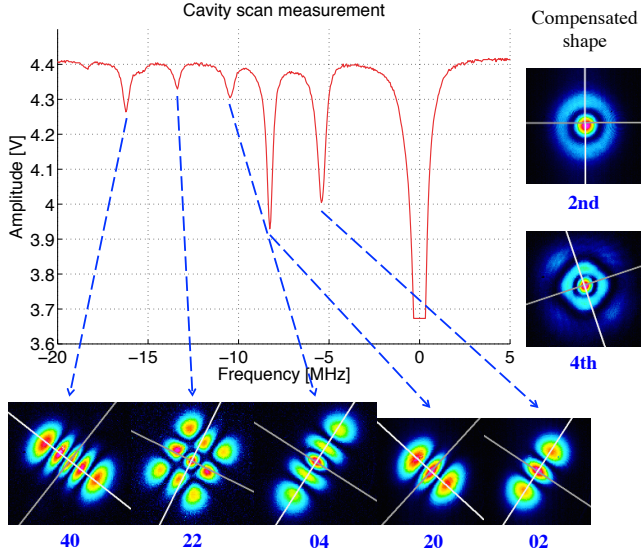 Cavity scan measurement
Compensated
shape
4.4
4.3
4.2
4.1
4
3.9
3.8
3.7
3.6
Amplitude [V]
−20
−15
−10
−5
0
5
Frequency [MHz]
2nd
4th
40
22
04
20
02